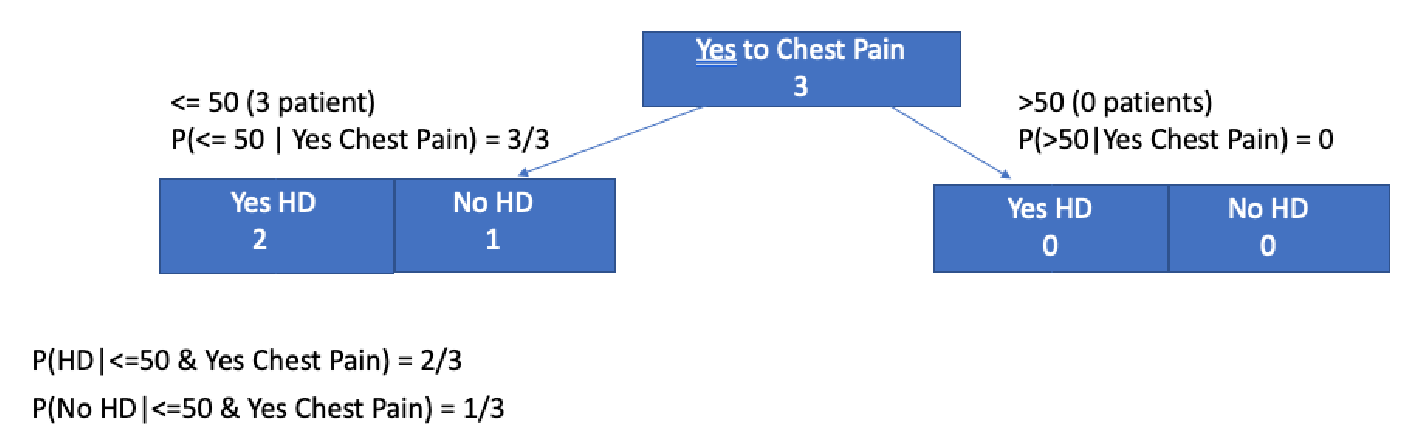 Yes to Chest Pain
3
<= 50 (3 patient)
P(<= 50 | Yes Chest Pain) = 3/3
>50 (0 patients)
P(>50|Yes Chest Pain) = 0
Yes HD
2
No HD
1
Yes HD
0
No HD
0
P(HD|<=50 & Yes Chest Pain) = 2/3
P(No HD|<=50 & Yes Chest Pain) = 1/3